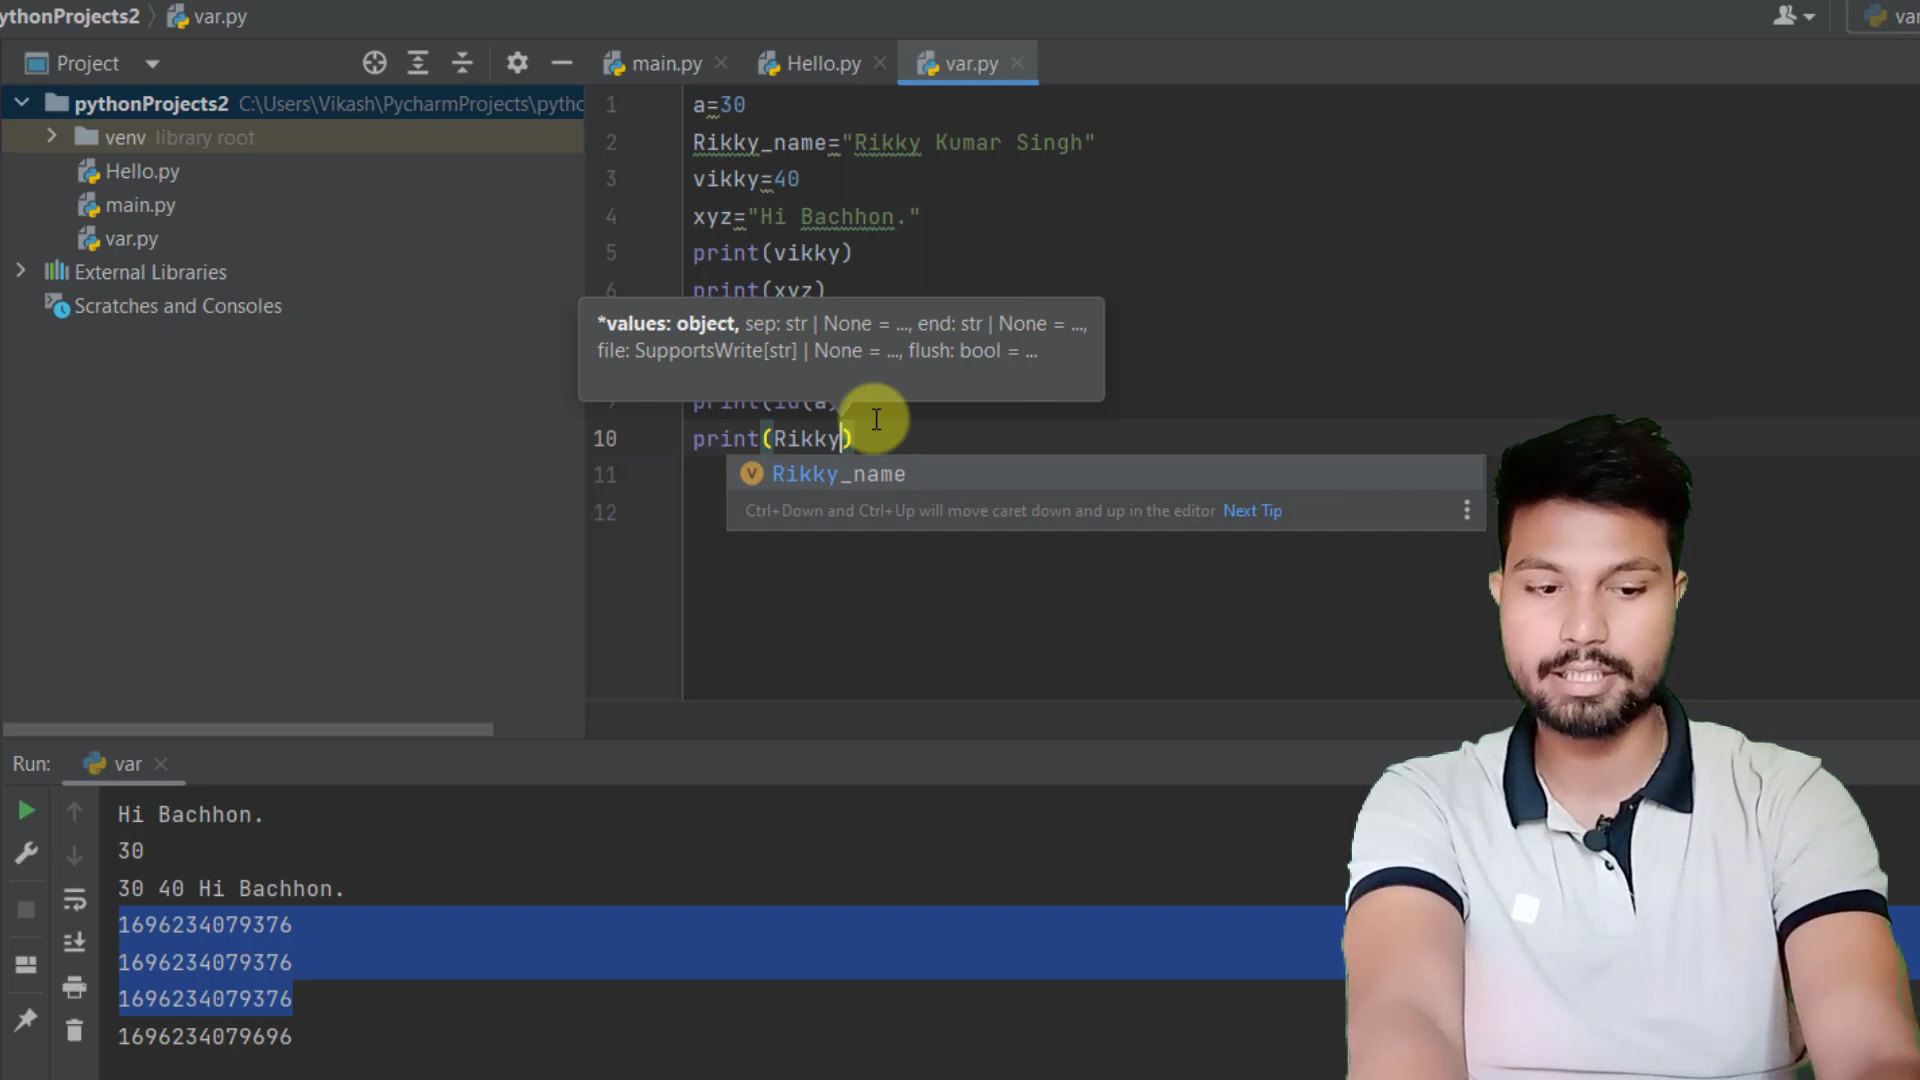 ythonProjects2 var.py
Project
main.py Hello.py var.py
pythonProjects2 C:\Users\Vikash\PycharmProjects\pytho
venv library root
Hello.py
main.py
var.py
External Libraries
Scratches and Consoles
1 a=30
2 Rikky_name="Rikky Kumar Singh"
3 vikky=40
4 xyz="Hi Bachhon."
5 print(vikky)
6 print(xyz)
*values: object, sep: str | None = ..., end: str | None = ...,
file: SupportsWrite[str] | None = ..., flush: bool = ...
print(id(a)
10 print(Rikky)
11
12
Rikky_name
Ctrl+Down and Ctrl+Up will move caret down and up in the editor Next Tip
Run: var
Hi Bachhon.
30
30 40 Hi Bachhon.
1696234079376
1696234079376
1696234079376
1696234079696